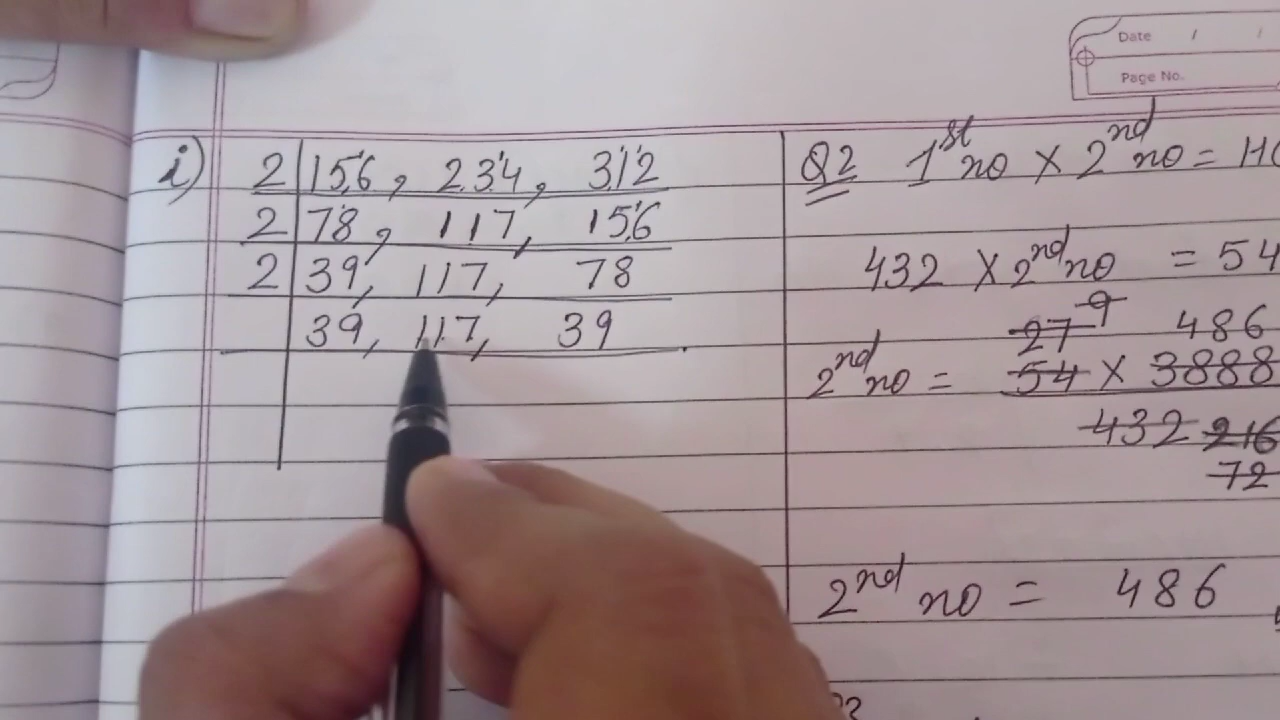 Date / /
Page No.
i) 2 | 156, 234, 312
2 | 78, 117, 156
2 | 39, 117, 78
39, 117, 39
Q2 1st no X 2nd no =
432 X 2nd no = 54
27 9 486
2nd no = 54 X 3888
432 216
72
2nd no = 486